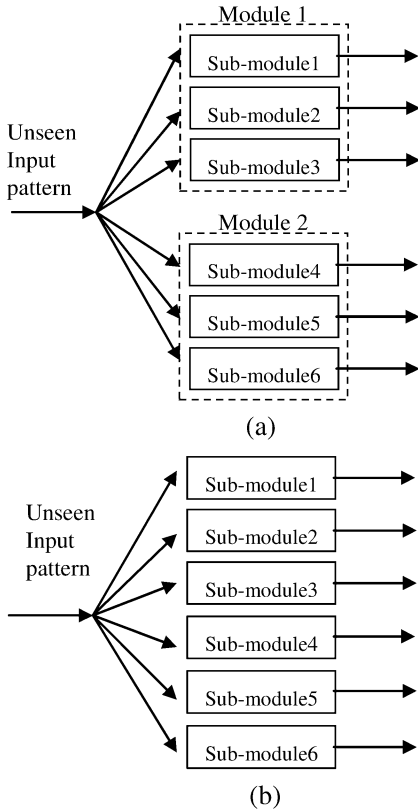 Module 1
Sub-module1
Sub-module2
Sub-module3
Unseen
Input
pattern
Module 2
Sub-module4
Sub-module5
Sub-module6
(a)
Sub-module1
Sub-module2
Sub-module3
Sub-module4
Sub-module5
Sub-module6
Unseen
Input
pattern
(b)